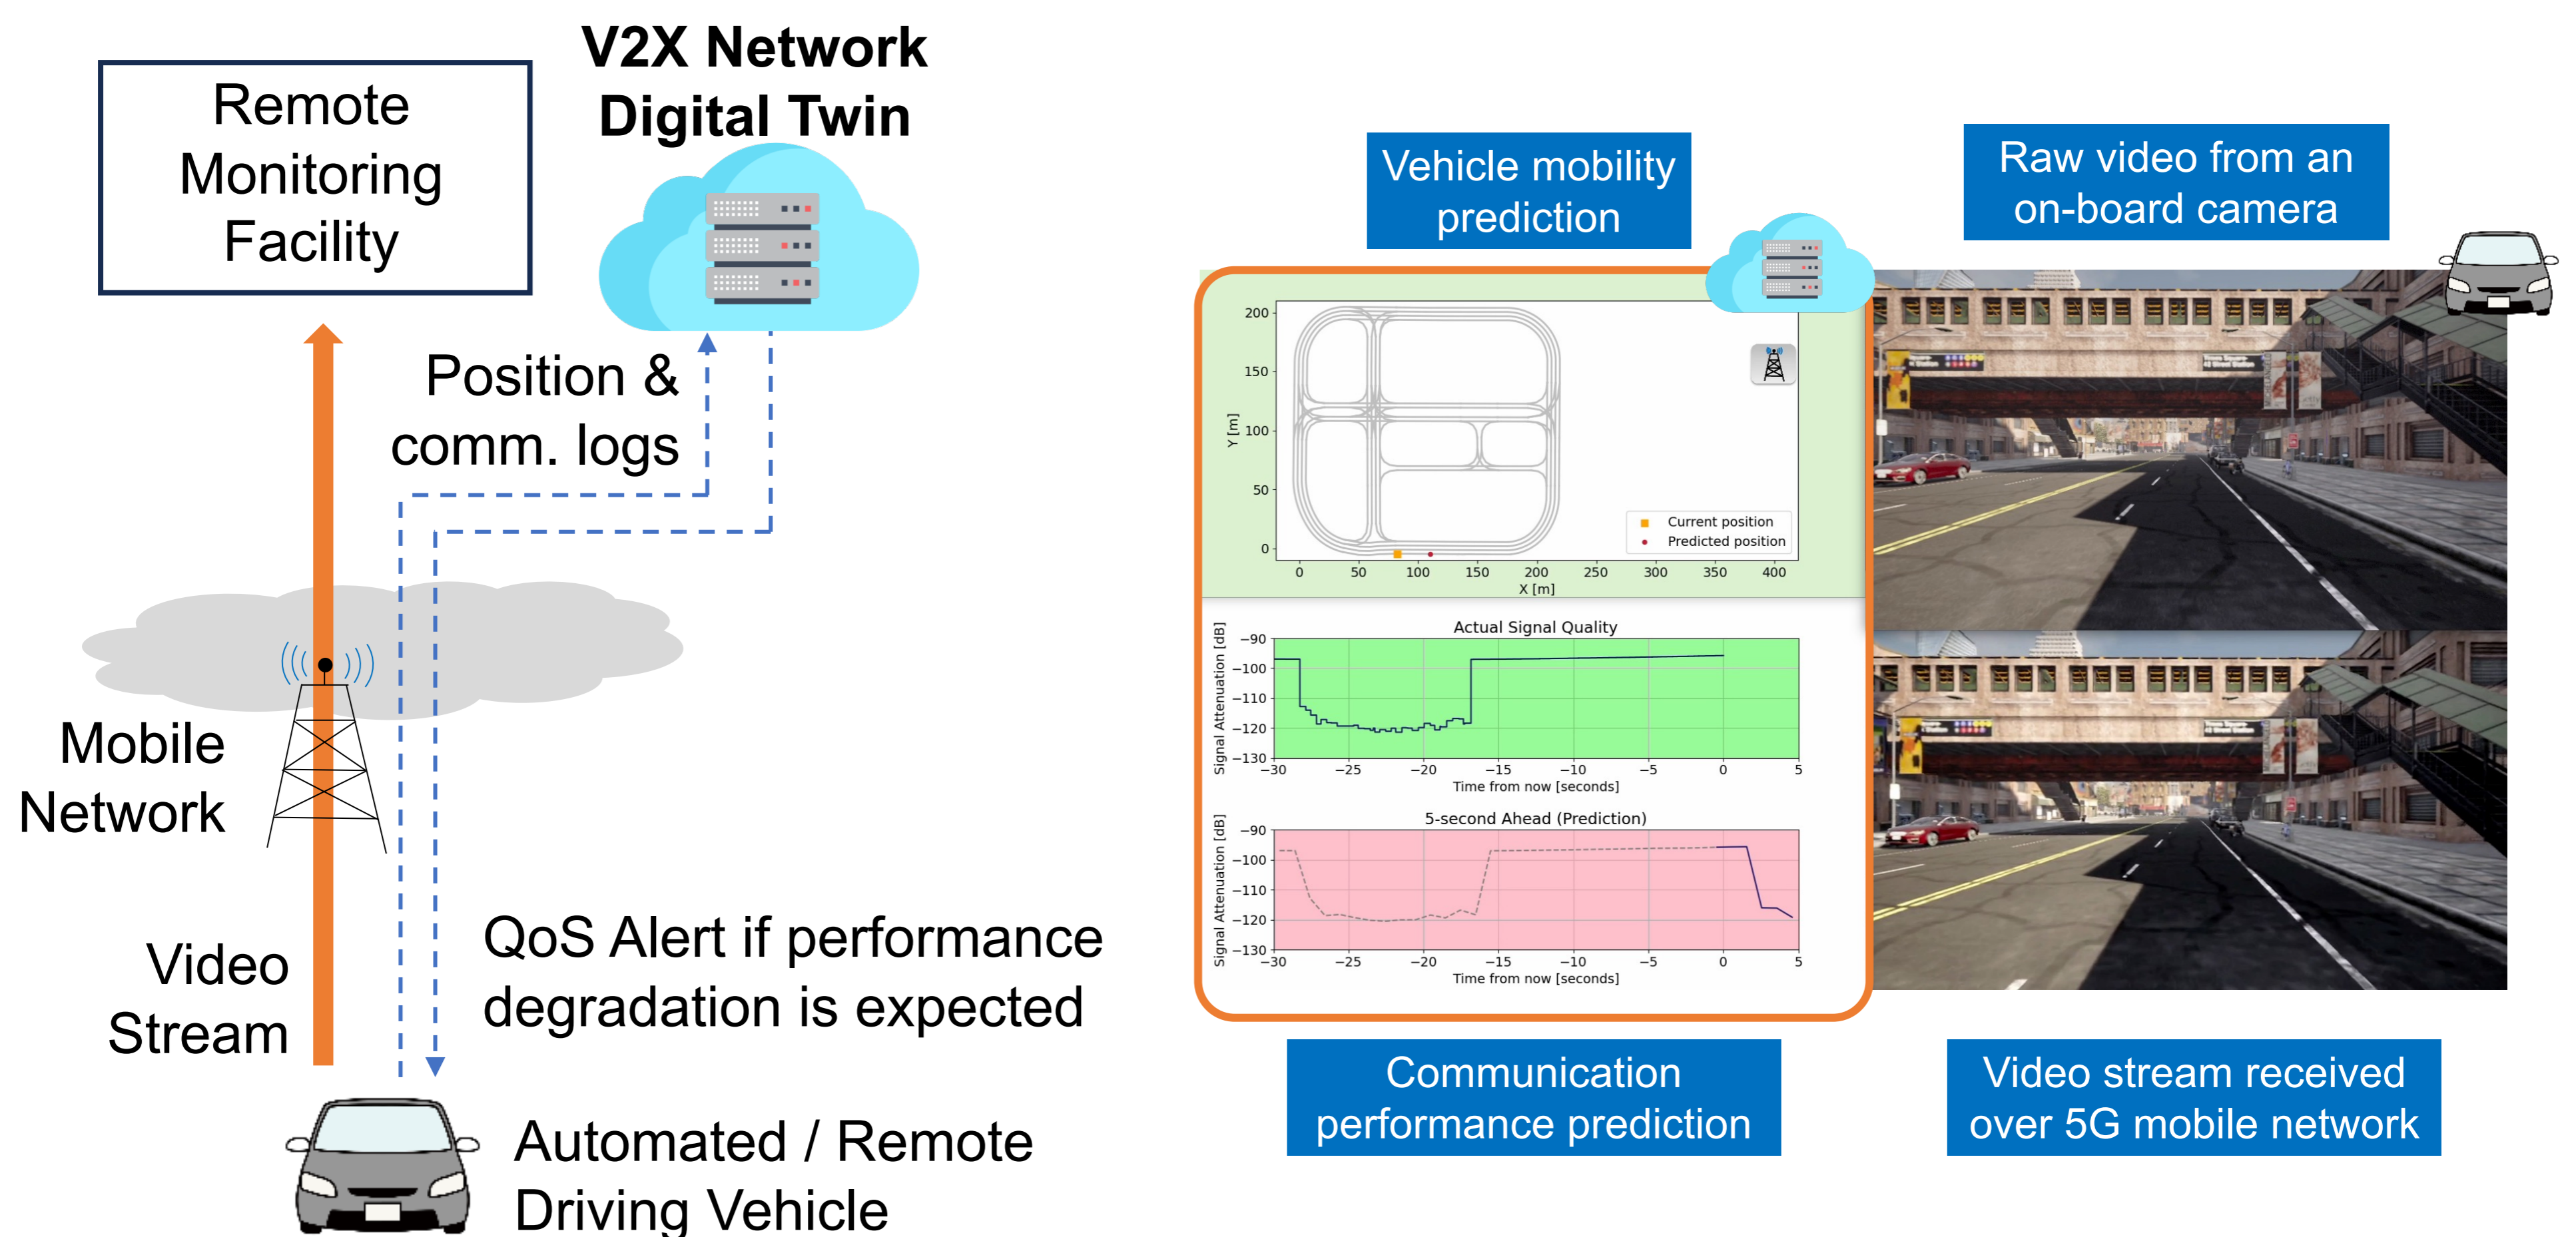 V2X Network
Digital Twin
Remote
Monitoring
Facility
Position &
comm. logs
Mobile
Network
Video
Stream
QoS Alert if performance
degradation is expected
Automated / Remote
Driving Vehicle
Vehicle mobility
prediction
Raw video from an
on-board camera
200
150
100
50
0
Y [m]
0 50 100 150 200 250 300 350 400
X [m]
Current position
Predicted position
Actual Signal Quality
Signal Attenuation [dB]
−90
−100
−110
−120
−130
−30 −25 −20 −15 −10 −5 0 5
Time from now [seconds]
5-second Ahead (Prediction)
Signal Attenuation [dB]
−90
−100
−110
−120
−130
−30 −25 −20 −15 −10 −5 0 5
Time from now [seconds]
Communication
performance prediction
Video stream received
over 5G mobile network